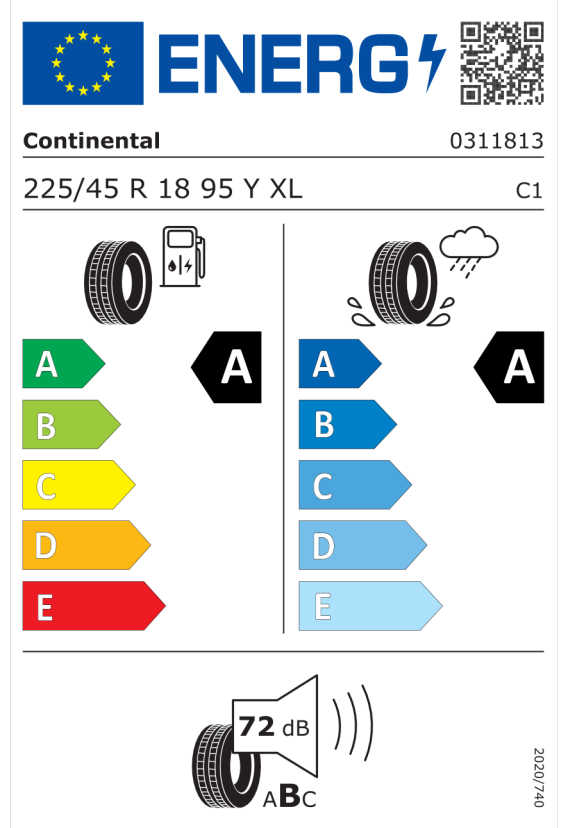 ENERG
Continental 0311813
225/45 R 18 95 Y XL C1
A A A A
B B
C C
D D
E E
72 dB
ABC
2020/740